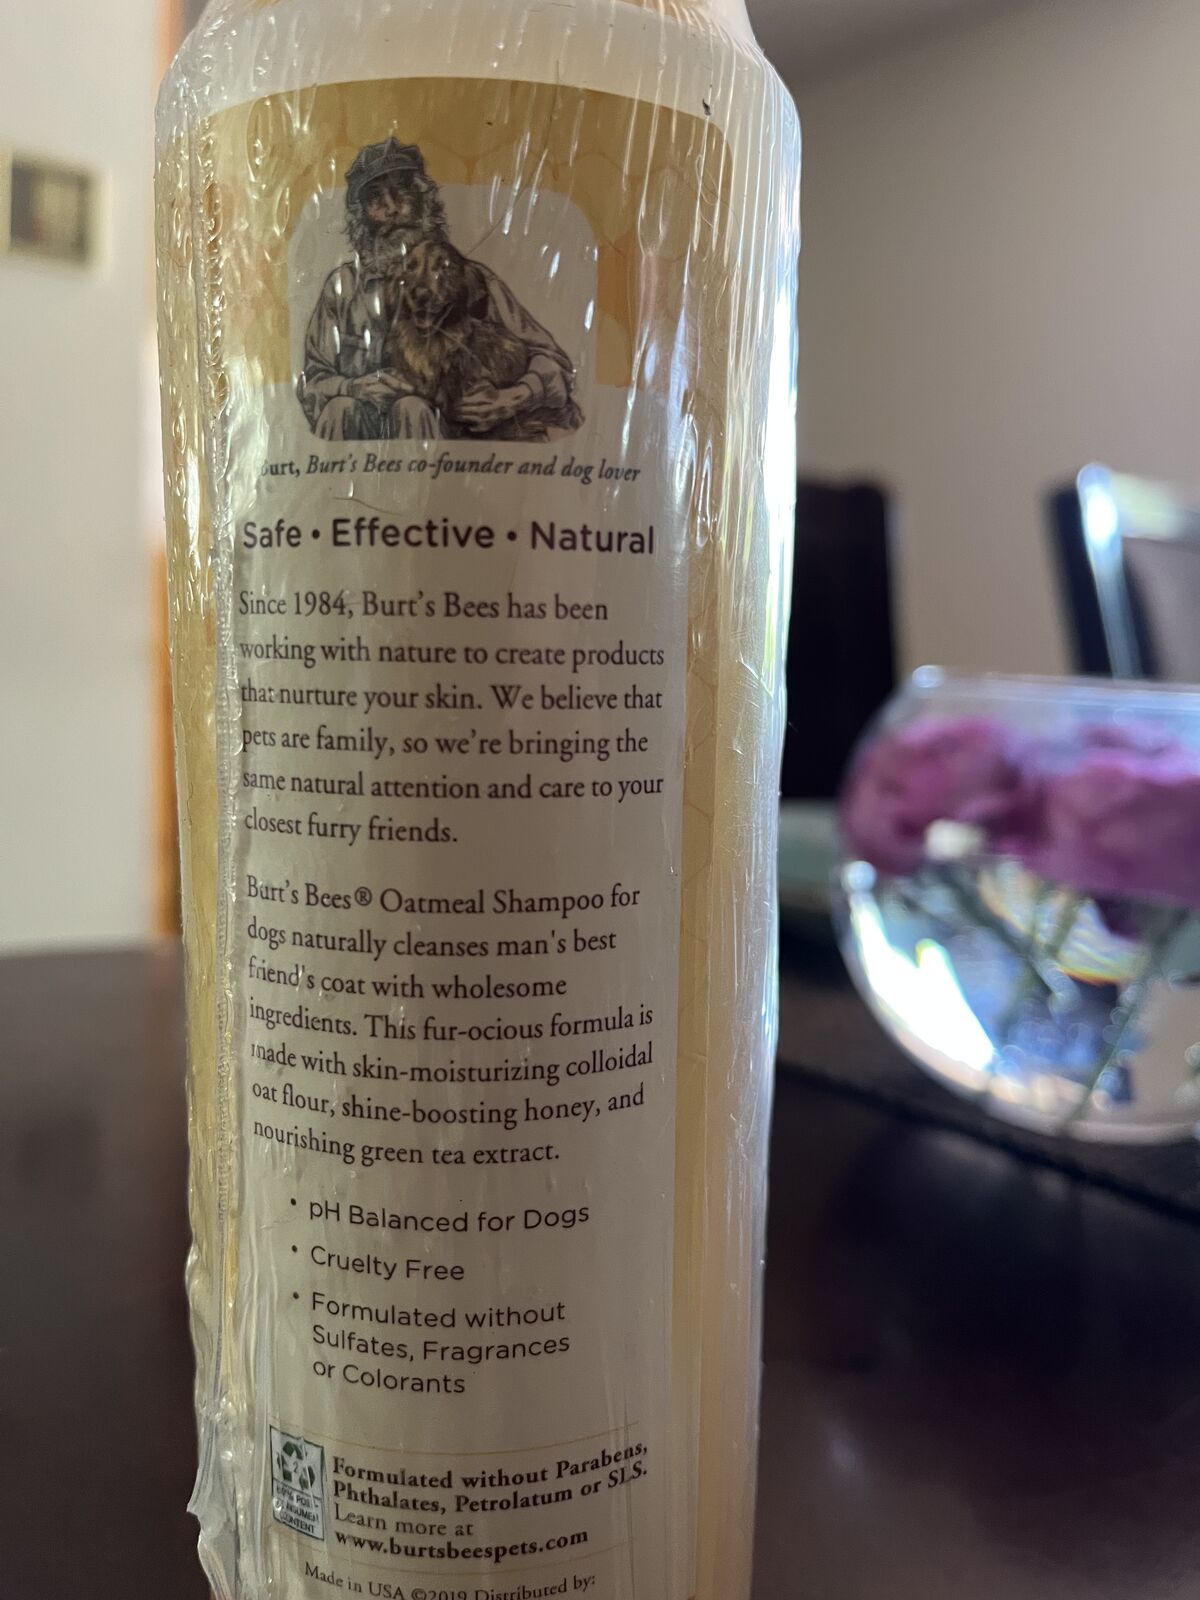 Burt, Burt's Bees co-founder and dog lover
Safe • Effective • Natural
Since 1984, Burt's Bees has been
working with nature to create products
that nurture your skin. We believe that
pets are family, so we're bringing the
same natural attention and care to your
closest furry friends.
Burt's Bees® Oatmeal Shampoo for
dogs naturally cleanses man's best
friend's coat with wholesome
ingredients. This fur-ocious formula is
made with skin-moisturizing colloidal
oat flour, shine-boosting honey, and
nourishing green tea extract.
• pH Balanced for Dogs
• Cruelty Free
• Formulated without
Sulfates, Fragrances
or Colorants
2
POST
CONSUMER
CONTENT
Formulated without Parabens,
Phthalates, Petrolatum or SLS.
Learn more at
www.burtsbeespets.com
Made in USA ©2019 Distributed by: